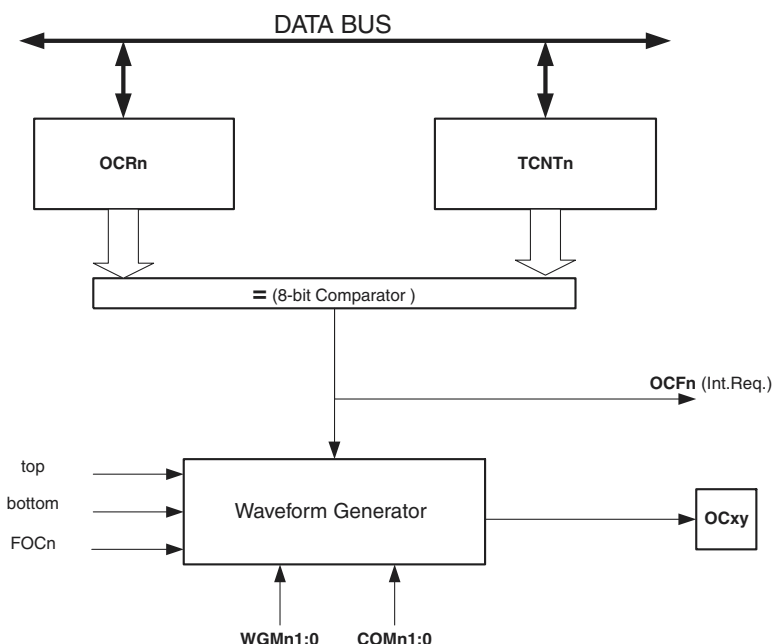 DATA BUS
OCRn
TCNTn
= (8-bit Comparator )
OCFn (Int.Req.)
top
bottom
FOCn
Waveform Generator
OCxy
WGMn1:0
COMn1:0